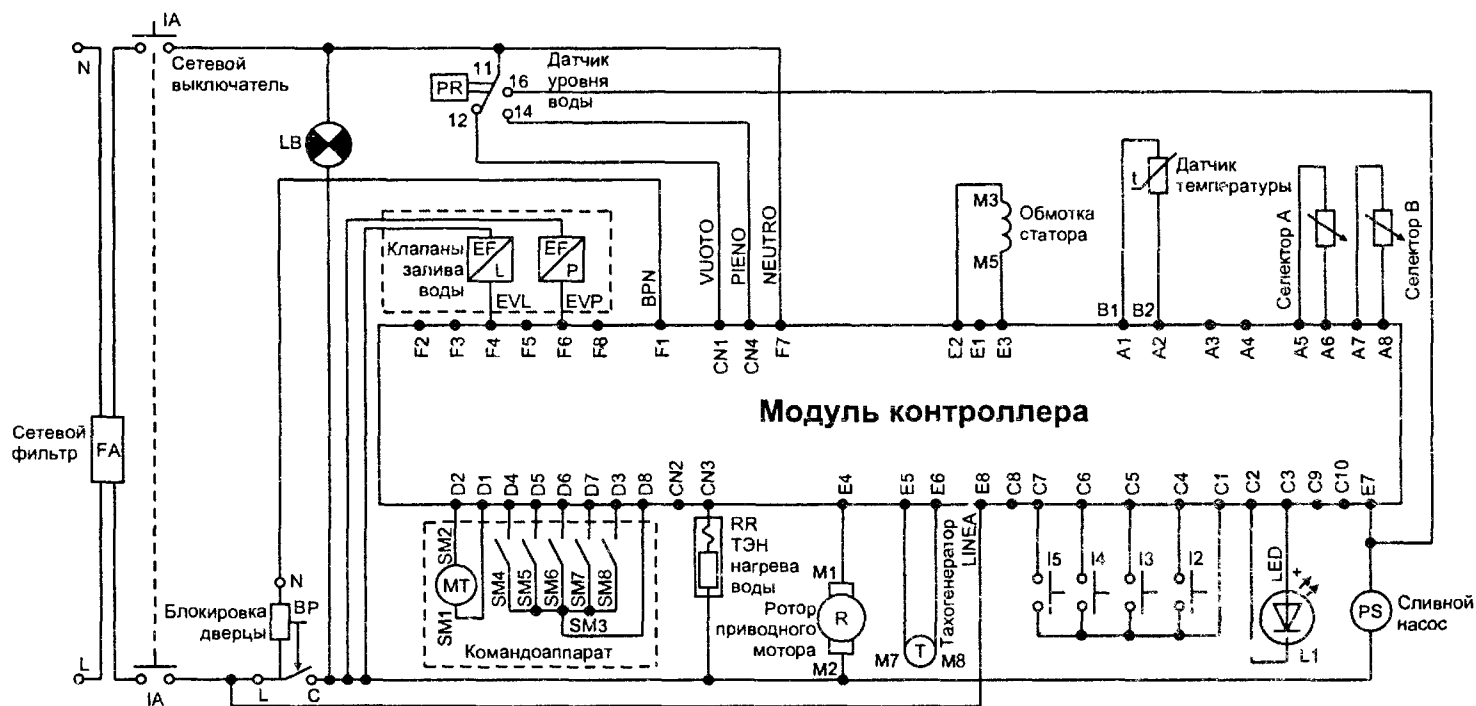 IA
N
Сетевой
выключатель
11
Датчик
уровня
воды
16
PR
12
14
LB
t
Датчик
температуры
Селектор A
Селектор B
M3
Обмотка
статора
M5
Клапаны
залива
воды
EF
L
EF
P
EVL
EVP
BPN
VUOTO
PIENO
NEUTRO
B1
B2
F2
F3
F4
F5
F6
F8
F1
CN1
CN4
F7
E2
E1
E3
A1
A2
A3
A4
A5
A6
A7
A8
Модуль контроллера
Сетевой
фильтр
FA
D2
D1
D4
D5
D6
D7
D3
D8
CN2
CN3
E4
E5
E6
E8
C8
C7
C6
C5
C4
C1
C2
C3
C9
C10
E7
LINEA
SM2
MT
SM1
SM4
SM5
SM6
SM7
SM8
SM3
Командоаппарат
RR
ТЭН
нагрева
воды
M1
R
Ротор
приводного
мотора
M2
Тахогенератор
T
M7
M8
I5
I4
I3
I2
LED
+
L1
PS
Сливной
насос
N
Блокировка
дверцы
BP
L
IA
L
C